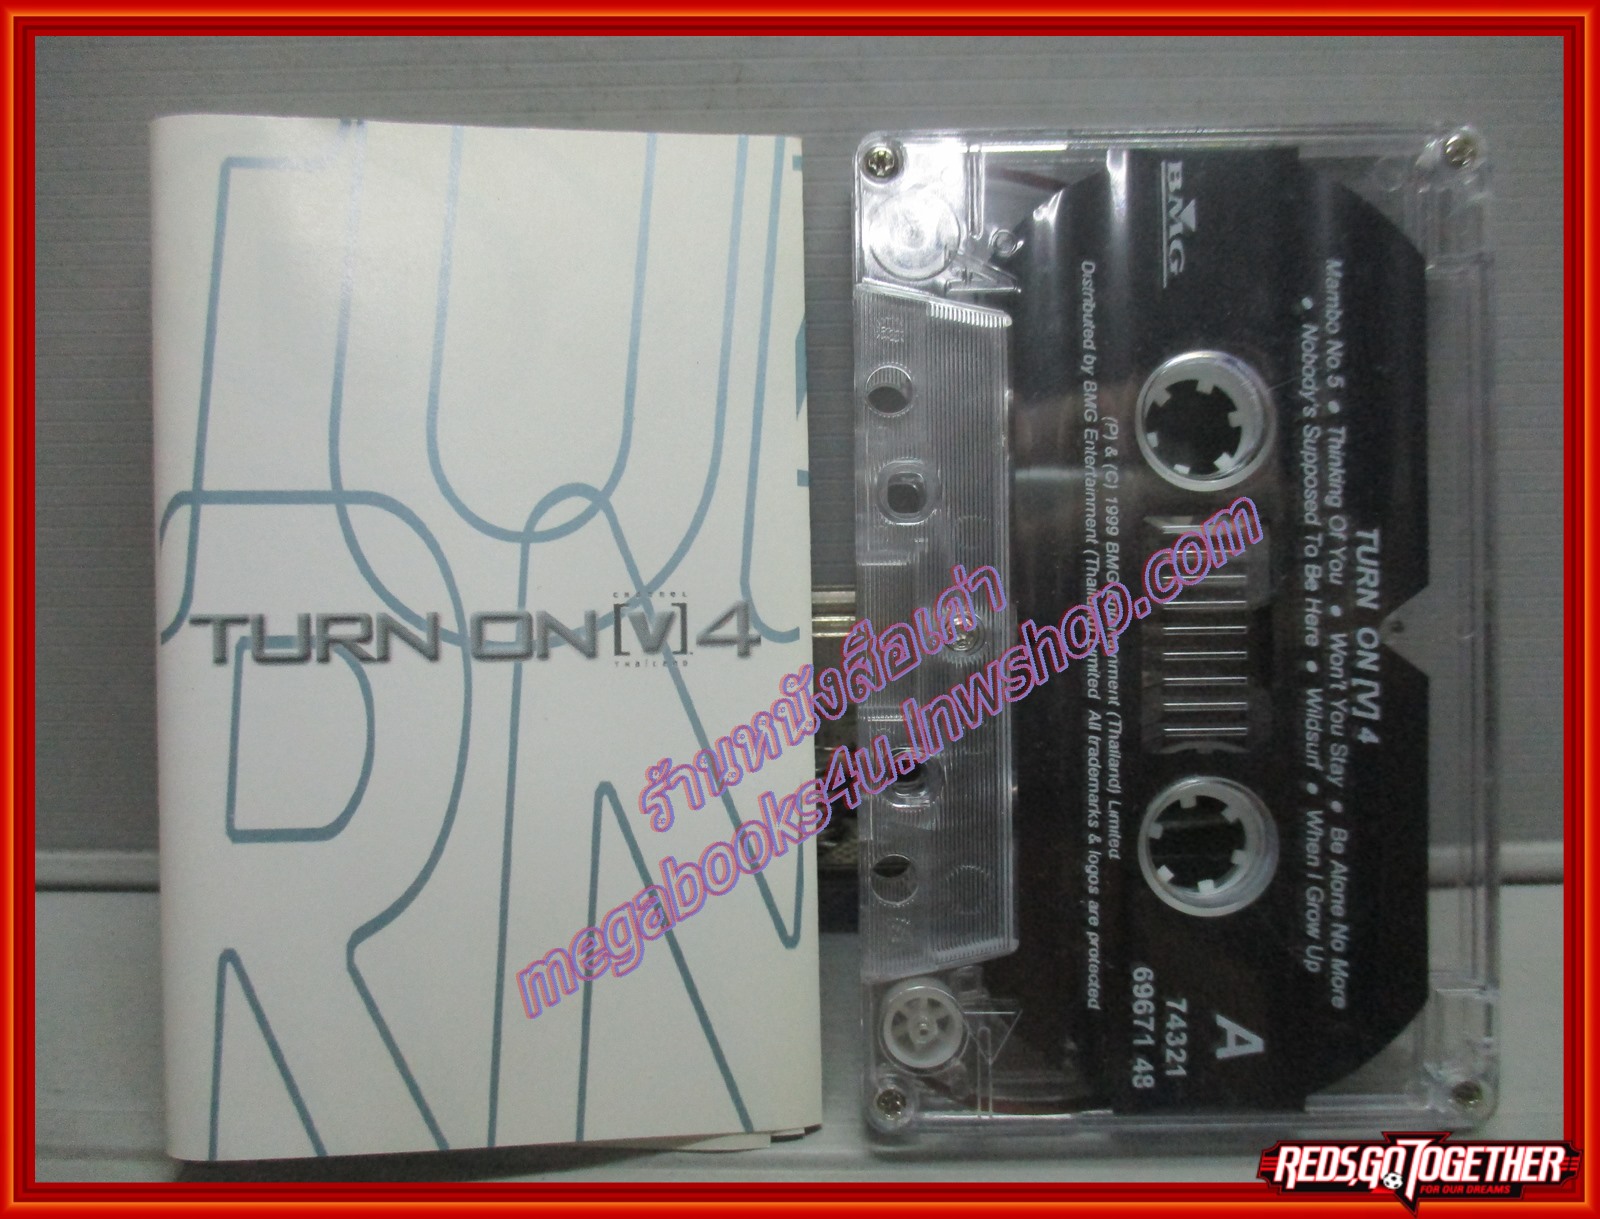 CHANNEL
TURN ON [V] 4
THAILAND
BMG
TURN ON [V] 4
Mambo No.5 • Thinking Of You • Won't You Stay • Be Alone No More
• Nobody's Supposed To Be Here • Wildsurf • When I Grow Up
A
74321
69671 48
(P) & (C) 1999 BMG Entertainment (Thailand) Limited
Distributed by BMG Entertainment (Thailand) Limited All trademarks & logos are protected
ร้านหนังสือเก่า
megabooks4u.lnwshop.com
REDS,GO TOGETHER
FOR OUR DREAMS